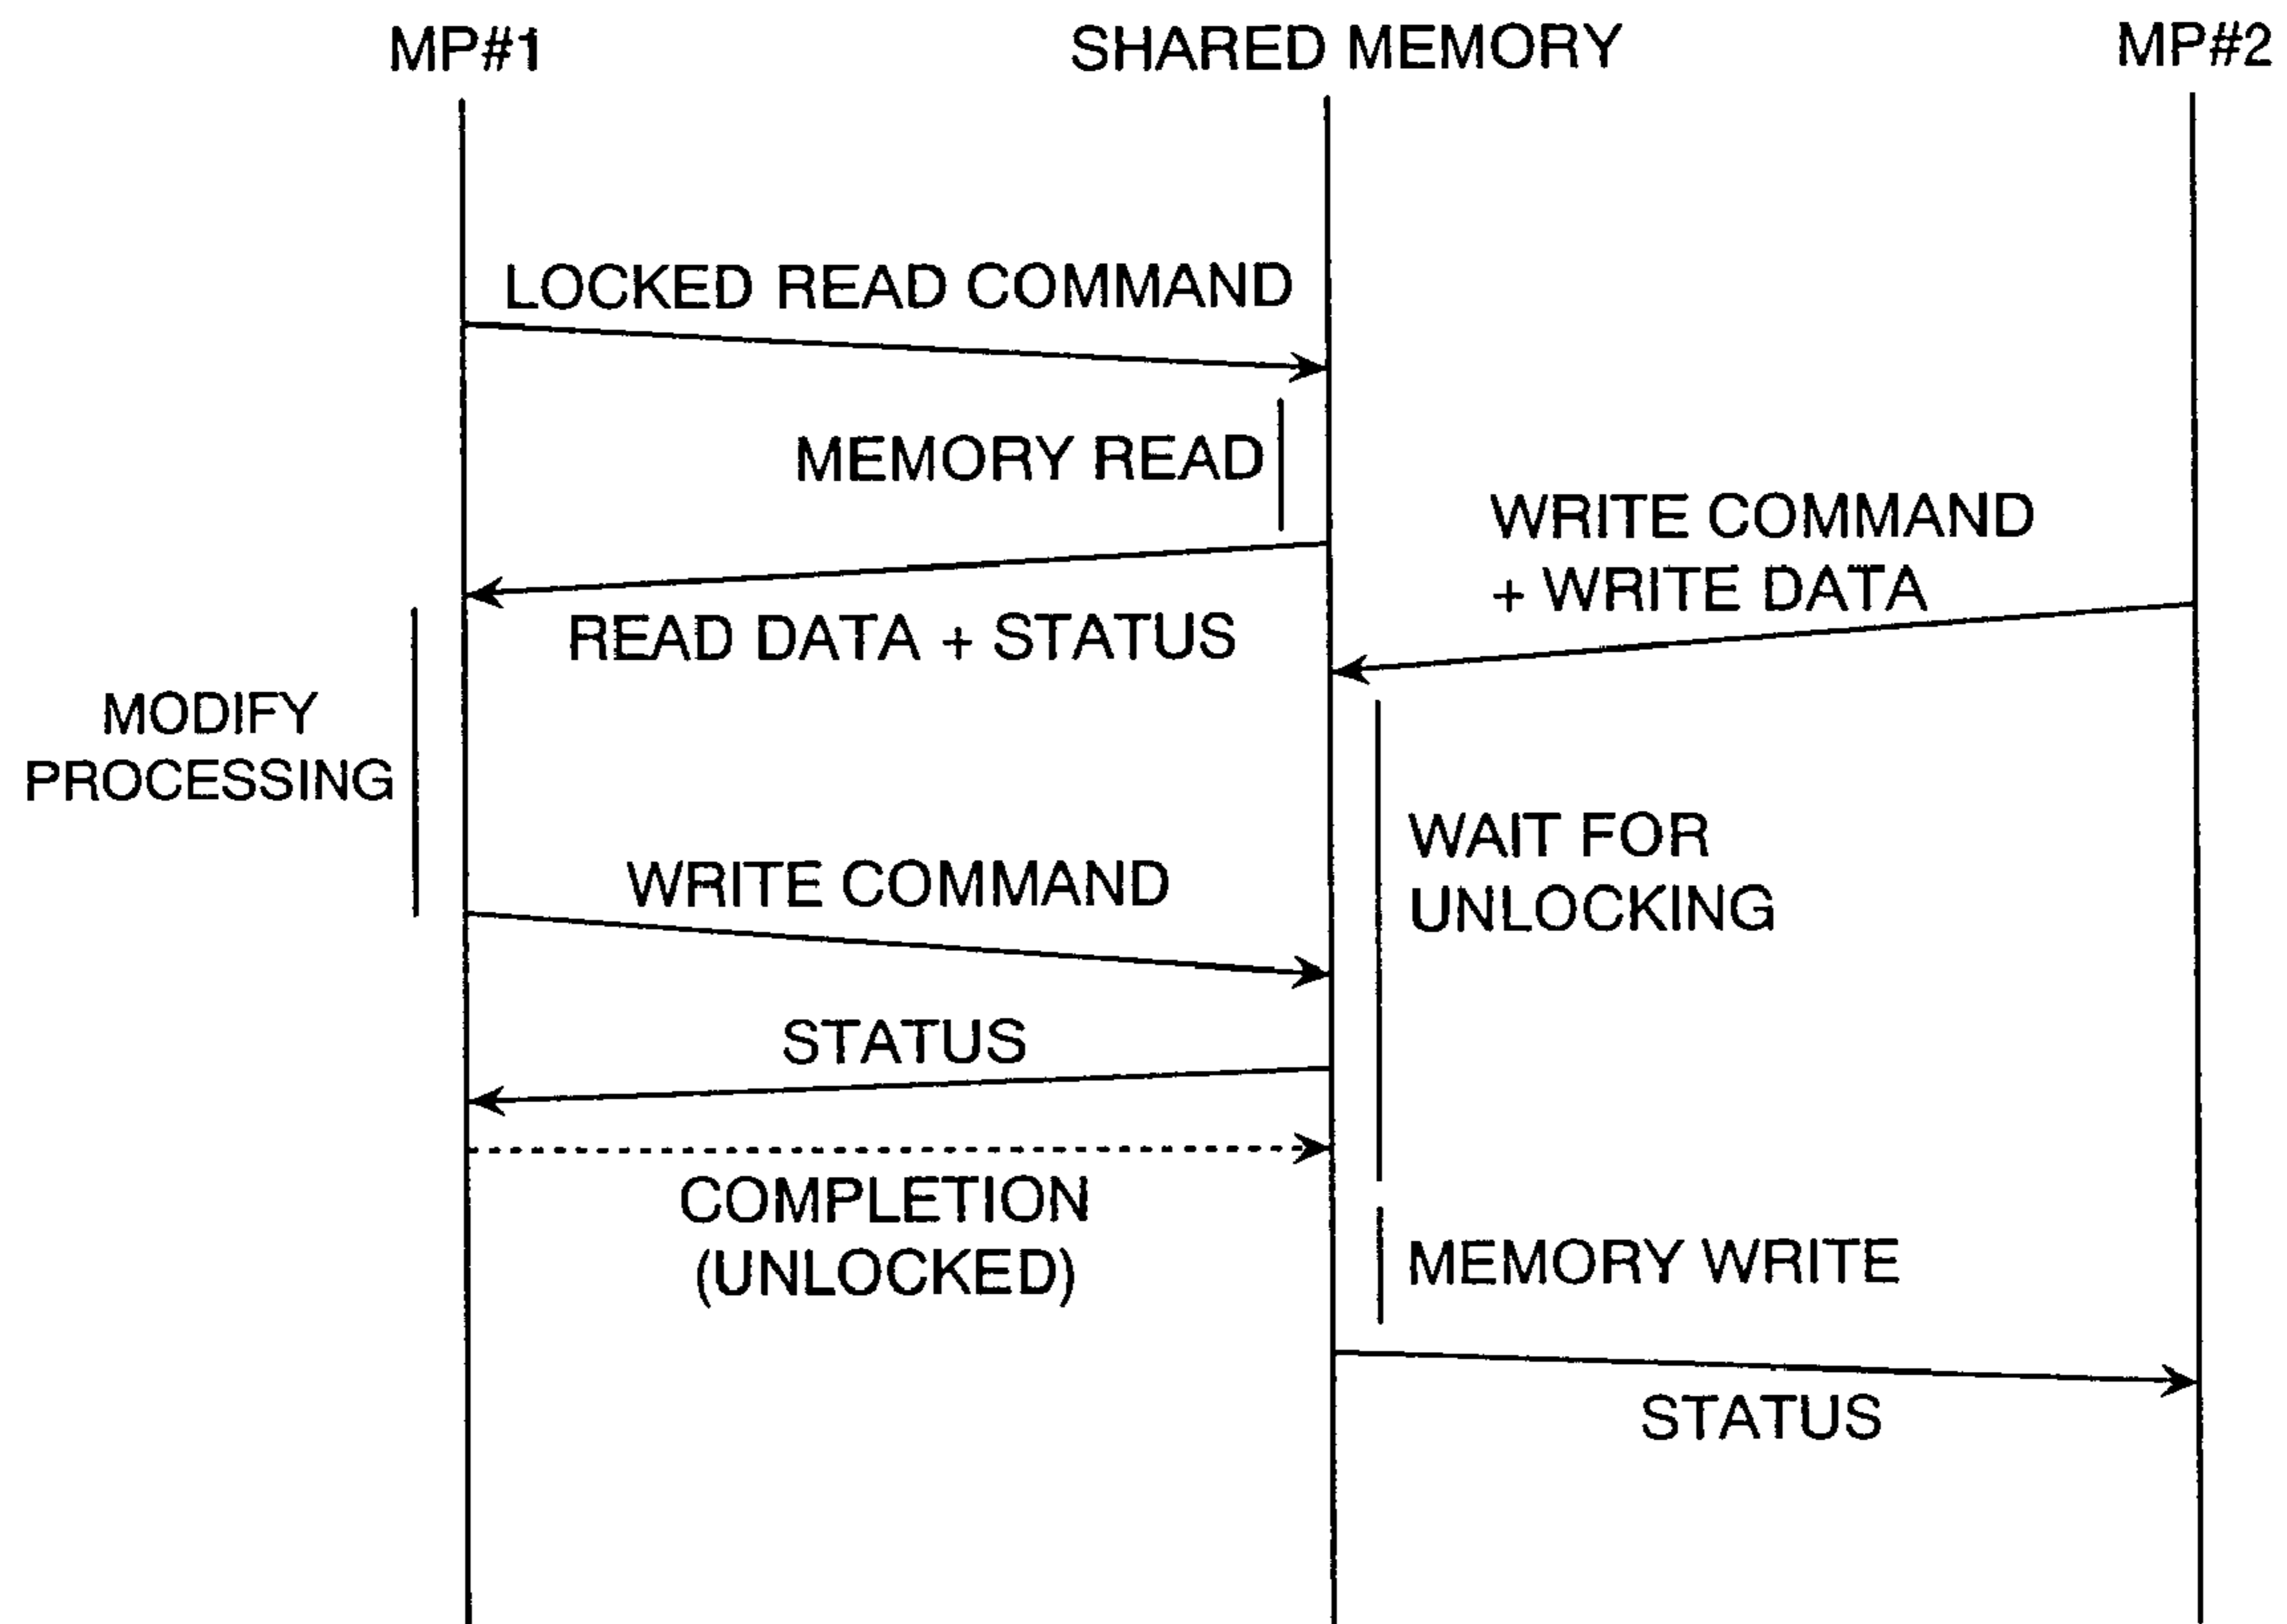 MP#1
SHARED MEMORY
MP#2
LOCKED READ COMMAND
MEMORY READ
WRITE COMMAND
+ WRITE DATA
READ DATA + STATUS
MODIFY
PROCESSING
WAIT FOR
UNLOCKING
WRITE COMMAND
STATUS
COMPLETION
(UNLOCKED)
MEMORY WRITE
STATUS